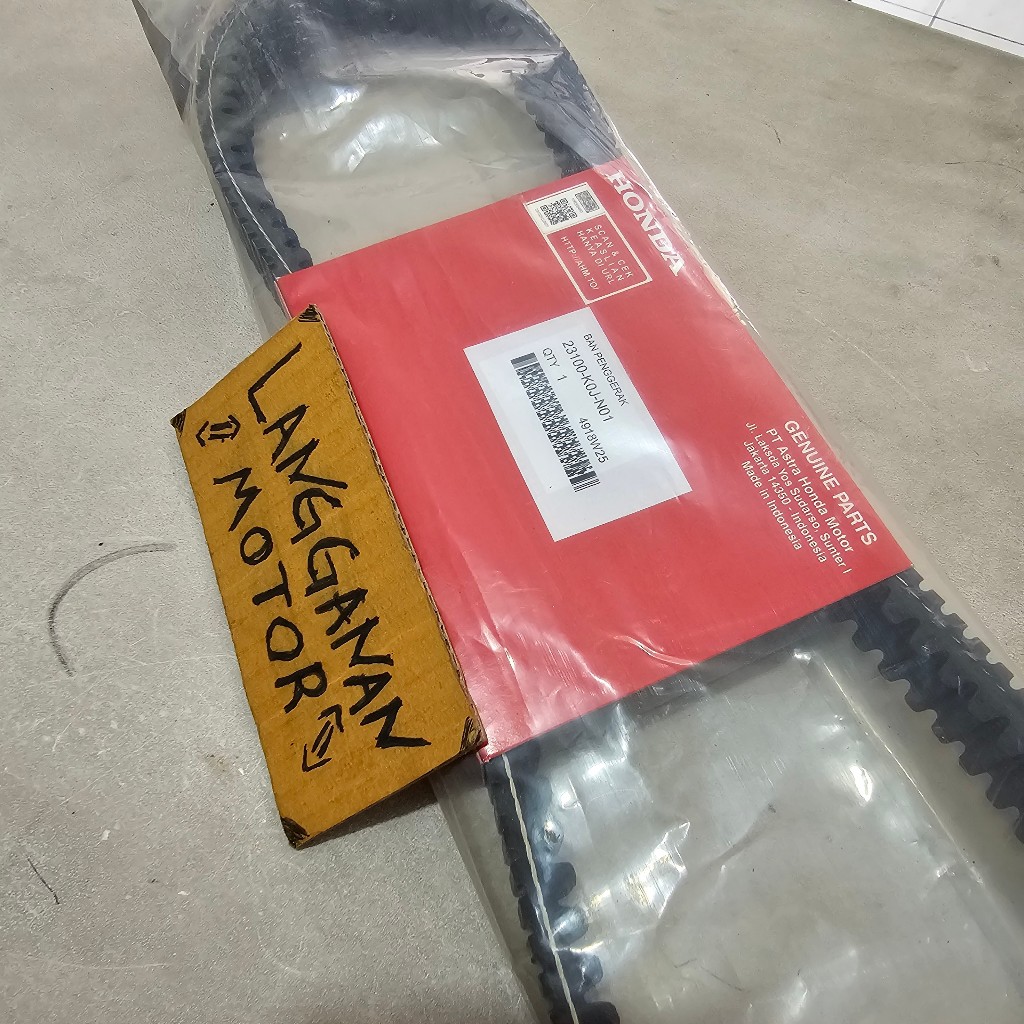 HONDA
SCAN & CEK
KEASLIAN
HANYA DI URL
HTTP://AHM.TO/
BAN PENGGERAK
23100-K0J-N01
QTY 1 4918W25
GENUINE PARTS
PT Astra Honda Motor
Jl. Laksda Yos Sudarso, Sunter I
Jakarta 14350 - Indonesia
Made in Indonesia
LANGGANAN
MOTOR